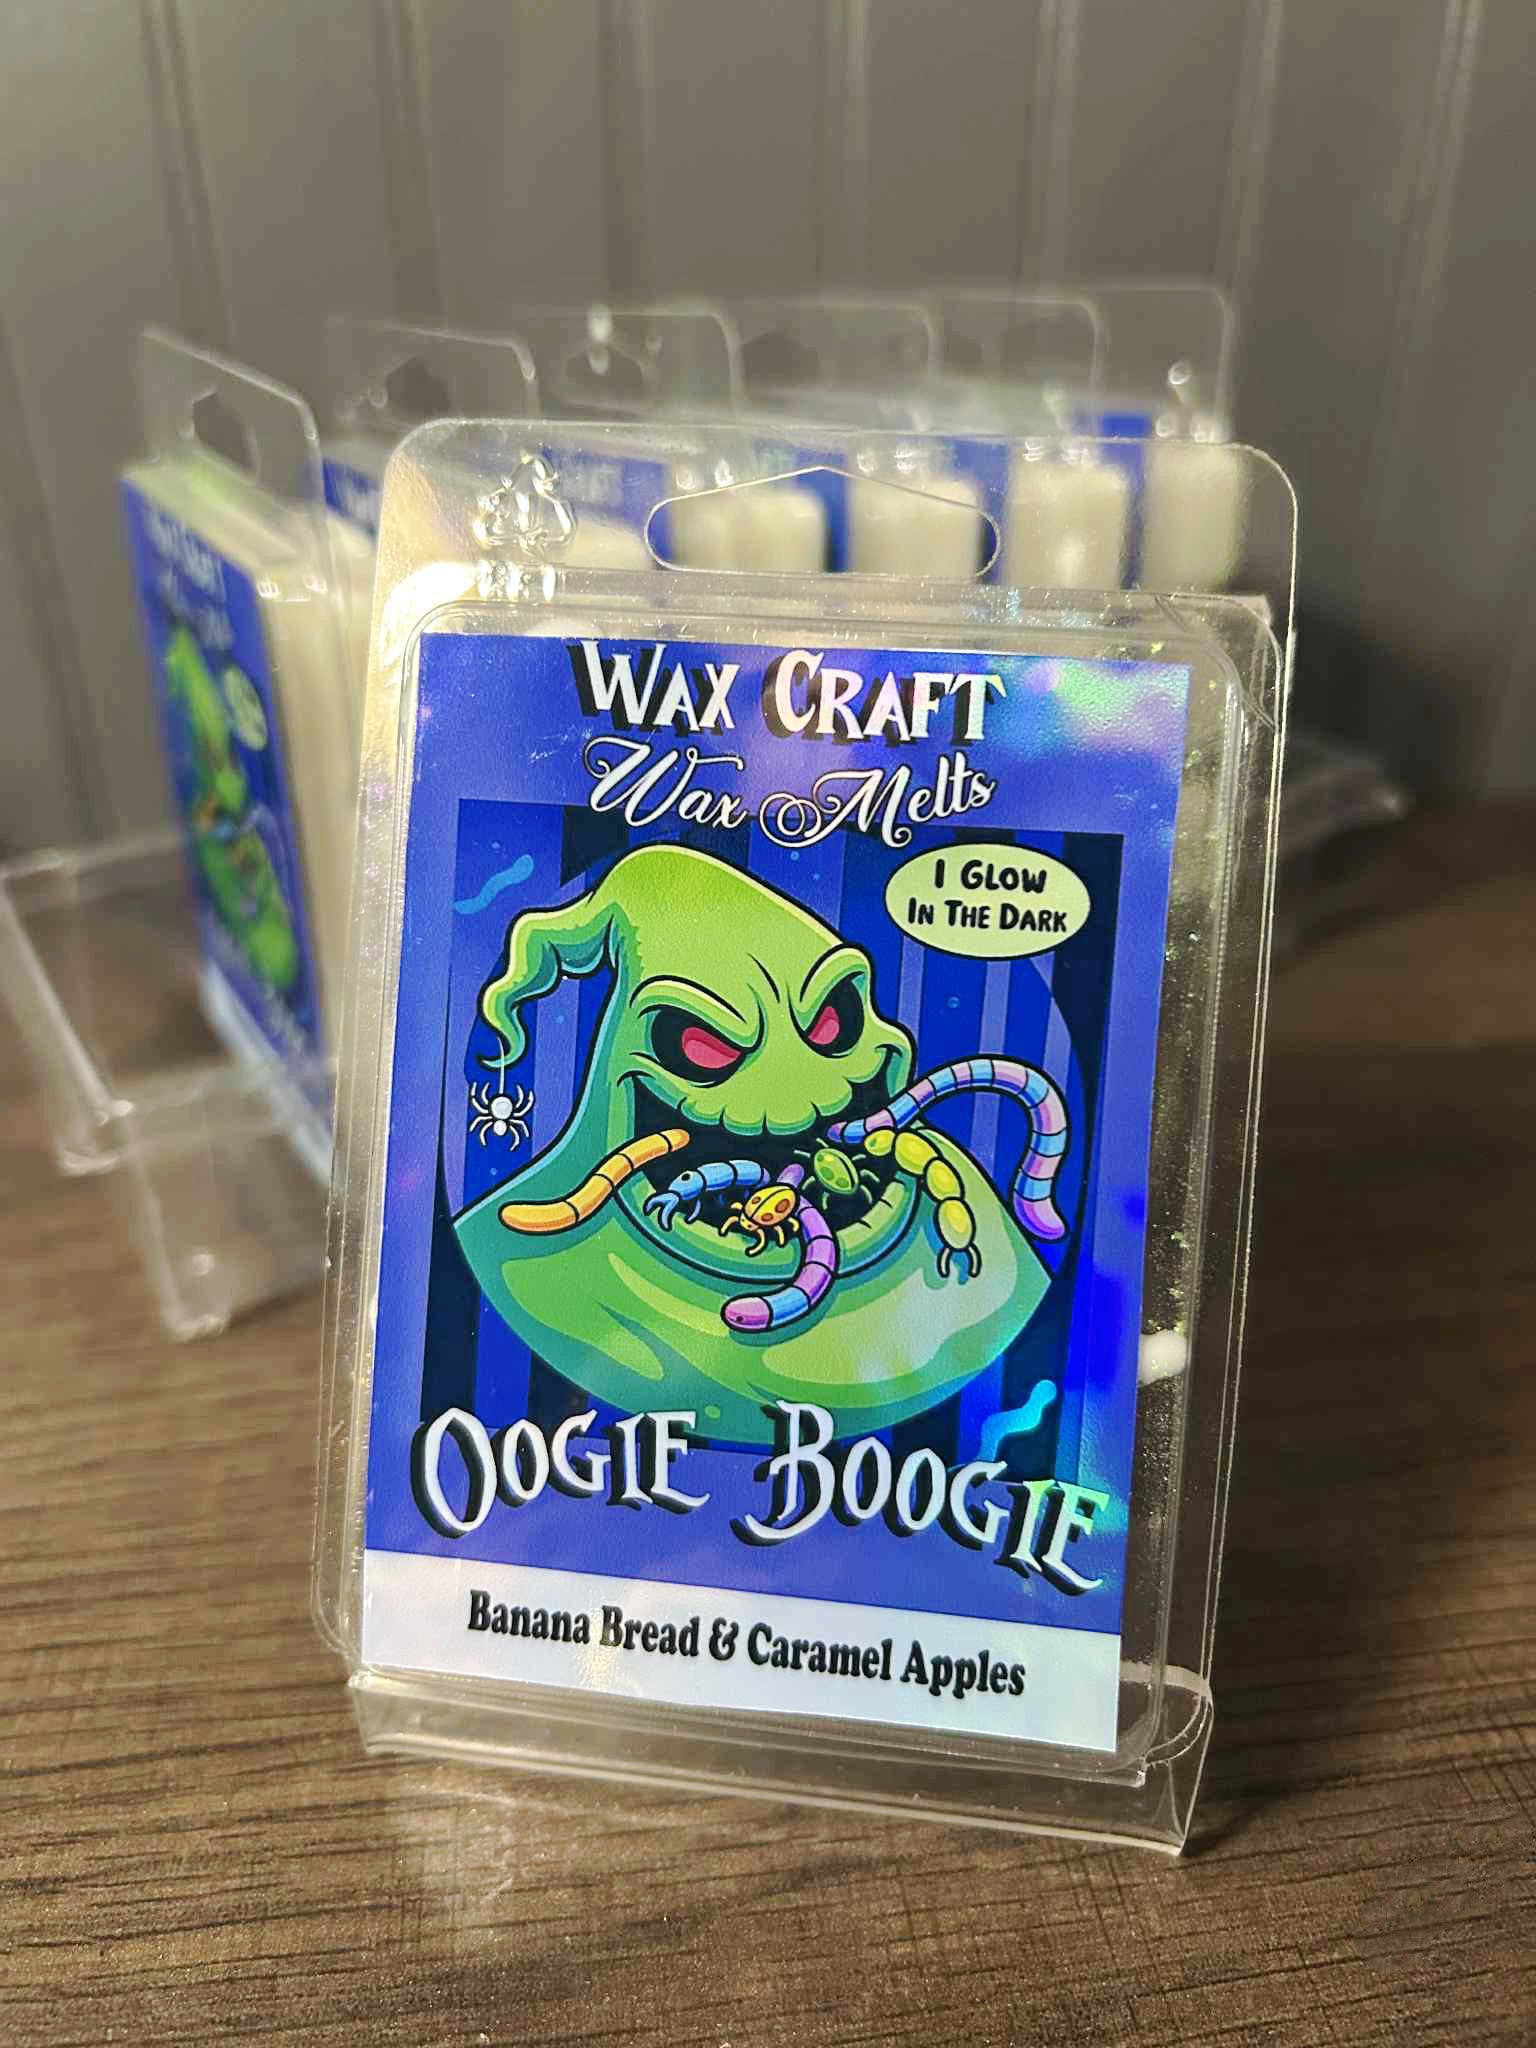 Wax Craft
Wax Melts
I Glow
In The Dark
Oogie Boogie
Banana Bread & Caramel Apples